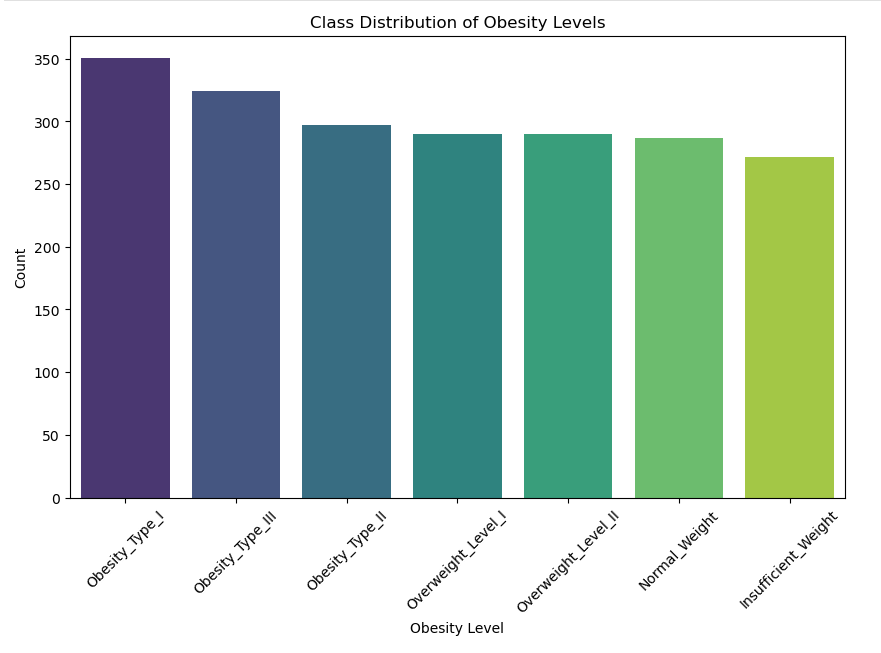 Class Distribution of Obesity Levels
350
300
250
200
150
100
50
0
Count
Obesity_Type_I
Obesity_Type_III
Obesity_Type_II
Overweight_Level_I
Overweight_Level_II
Normal_Weight
Insufficient_Weight
Obesity Level